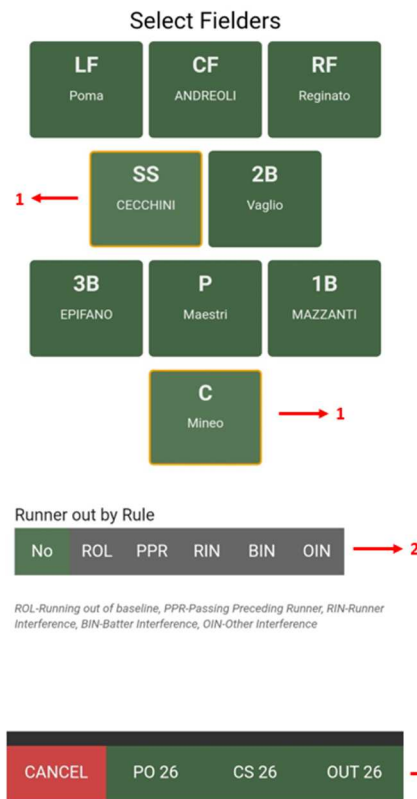 Select Fielders
LF CF RF
Poma ANDREOLI Reginato
SS 2B
1
CECCHINI Vaglio
3B P 1B
EPIFANO Maestri MAZZANTI
C
Mineo
1
Runner out by Rule
No ROL PPR RIN BIN OIN
2
ROL-Running out of baseline, PPR-Passing Preceding Runner, RIN-Runner
Interference, BIN-Batter Interference, OIN-Other Interference
CANCEL PO 26 CS 26 OUT 26